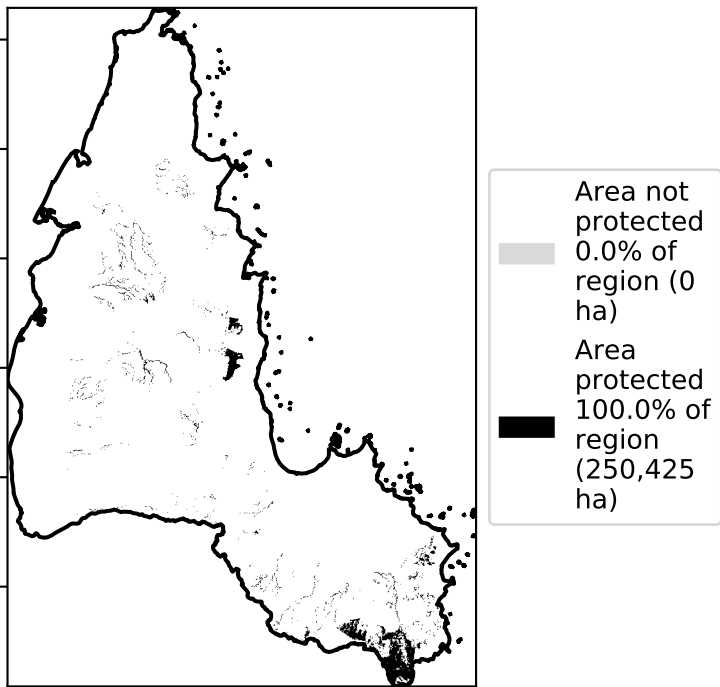 Area not
protected
0.0% of
region (0
ha)
Area
protected
100.0% of
region
(250,425
ha)